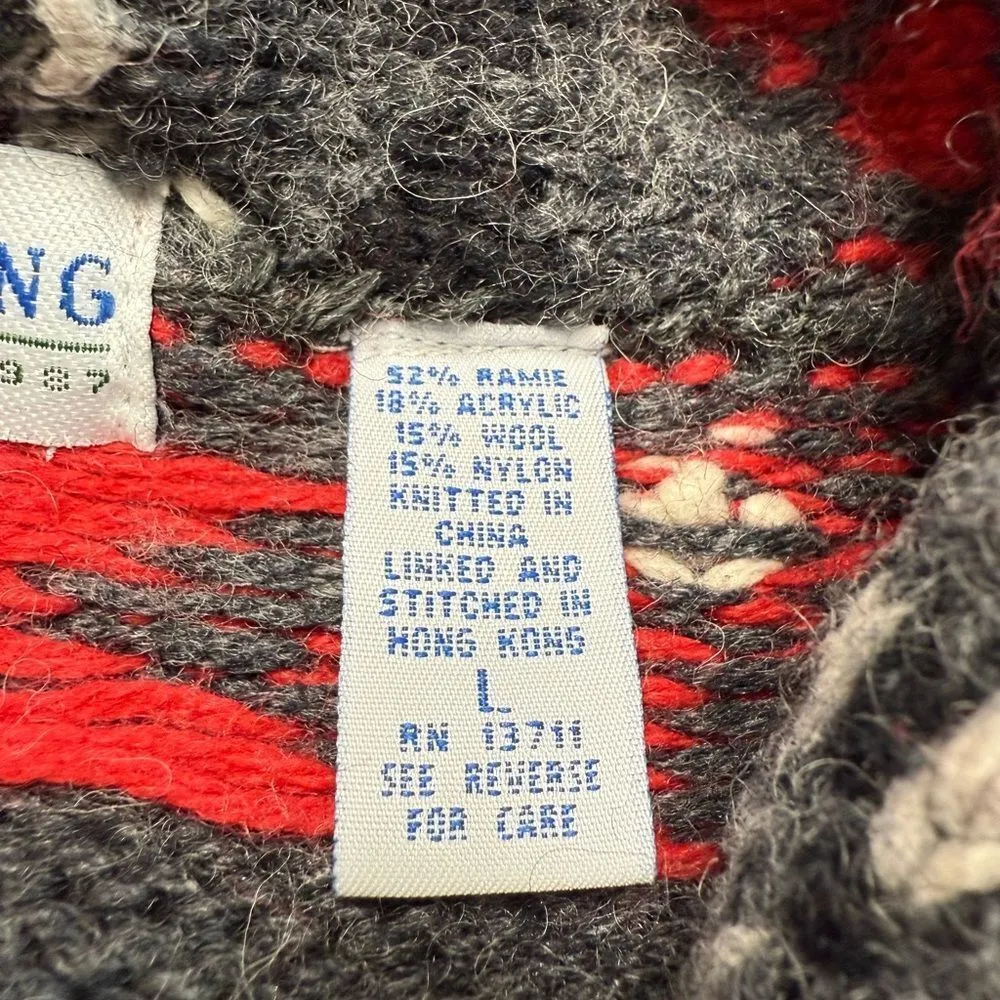 NG
987
52% RAMIE
18% ACRYLIC
15% WOOL
15% NYLON
KNITTED IN
CHINA
LINKED AND
STITCHED IN
HONG KONG
L
RN 13711
SEE REVERSE
FOR CARE